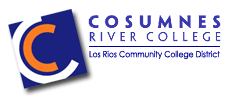 COSUMNES
RIVER COLLEGE
Los Rios Community College District